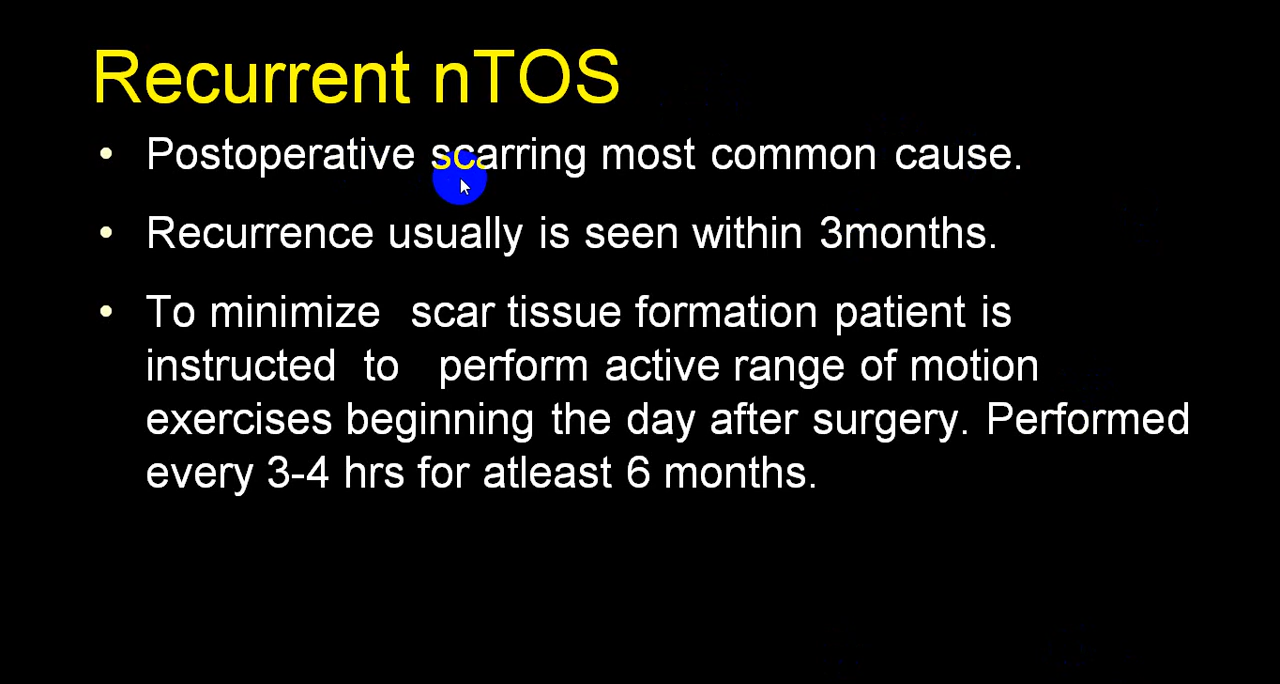 Recurrent nTOS
• Postoperative scarring most common cause.
• Recurrence usually is seen within 3months.
• To minimize scar tissue formation patient is
instructed to perform active range of motion
exercises beginning the day after surgery. Performed
every 3-4 hrs for atleast 6 months.